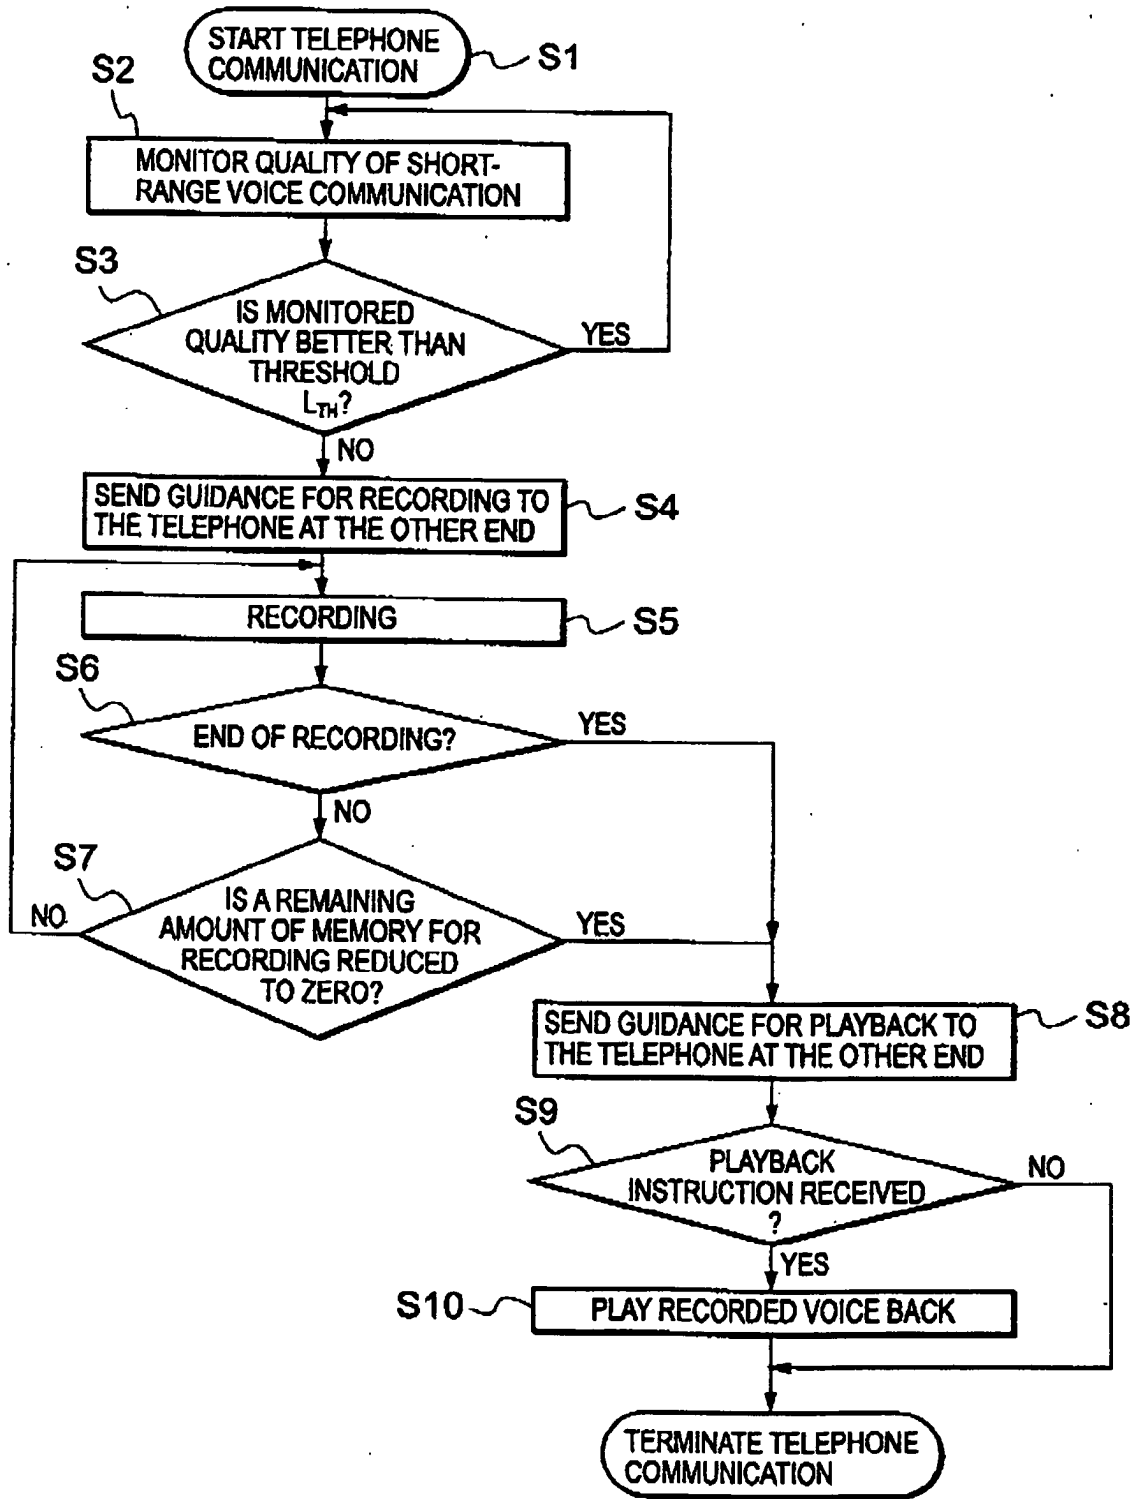 START TELEPHONE
COMMUNICATION
S1
S2
MONITOR QUALITY OF SHORT-
RANGE VOICE COMMUNICATION
S3
IS MONITORED
QUALITY BETTER THAN
THRESHOLD
LTH?
YES
NO
SEND GUIDANCE FOR RECORDING TO
THE TELEPHONE AT THE OTHER END
S4
RECORDING
S5
S6
END OF RECORDING?
YES
NO
S7
IS A REMAINING
AMOUNT OF MEMORY FOR
RECORDING REDUCED
TO ZERO?
NO
YES
SEND GUIDANCE FOR PLAYBACK TO
THE TELEPHONE AT THE OTHER END
S8
S9
PLAYBACK
INSTRUCTION RECEIVED
?
NO
YES
S10
PLAY RECORDED VOICE BACK
TERMINATE TELEPHONE
COMMUNICATION